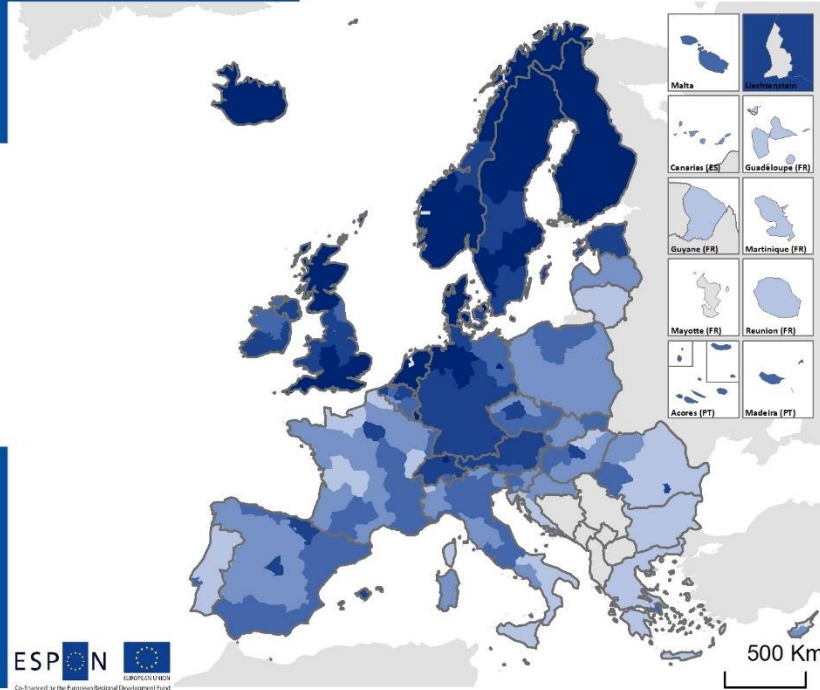 Malta
Liechtenstein
Canarias (ES)
Guadeloupe (FR)
Guyane (FR)
Martinique (FR)
Mayotte (FR)
Reunion (FR)
Acores (PT)
Madeira (PT)
500 Km
ESPON
EUROPEAN UNION
Co-financed by the European Regional Development Fund